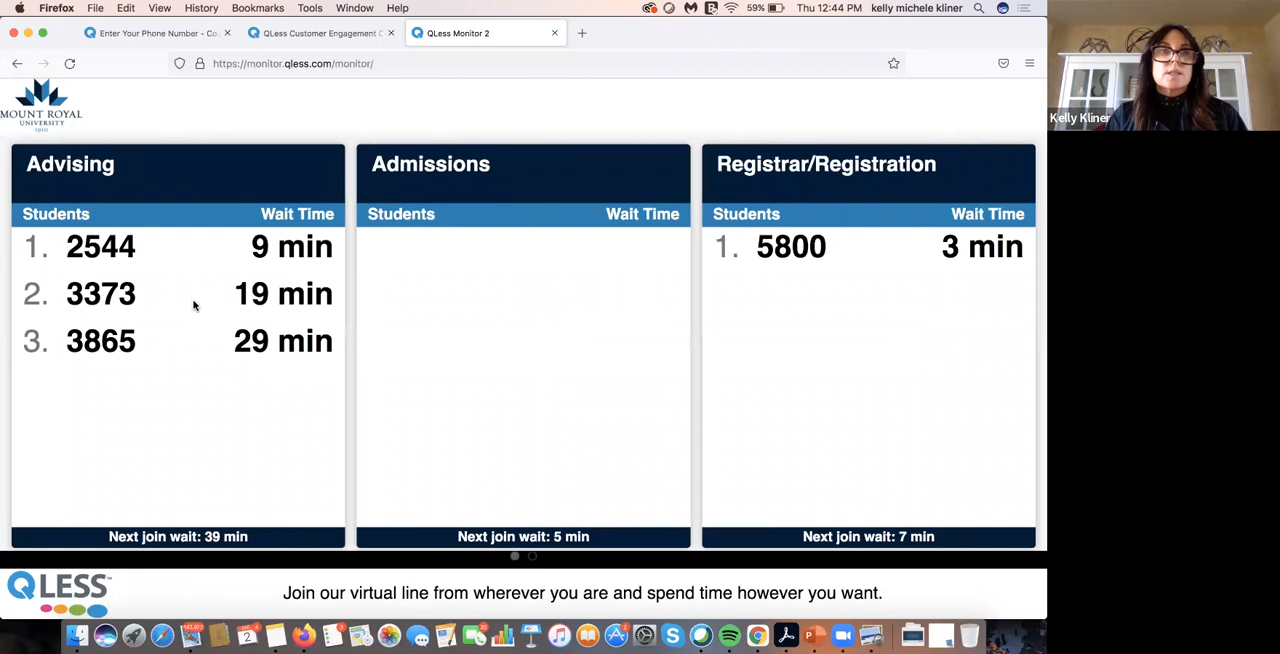 Firefox File Edit View History Bookmarks Tools Window Help 59% Thu 12:44 PM kelly michele kliner
Enter Your Phone Number - Co QLess Customer Engagement C QLess Monitor 2
https://monitor.qless.com/monitor/
Kelly Kliner
MOUNT ROYAL
UNIVERSITY
1910
Advising Admissions Registrar/Registration
Students Wait Time Students Wait Time Students Wait Time
1. 2544 9 min 1. 5800 3 min
2. 3373 19 min
3. 3865 29 min
Next join wait: 39 min Next join wait: 5 min Next join wait: 7 min
QLESS
Join our virtual line from wherever you are and spend time however you want.